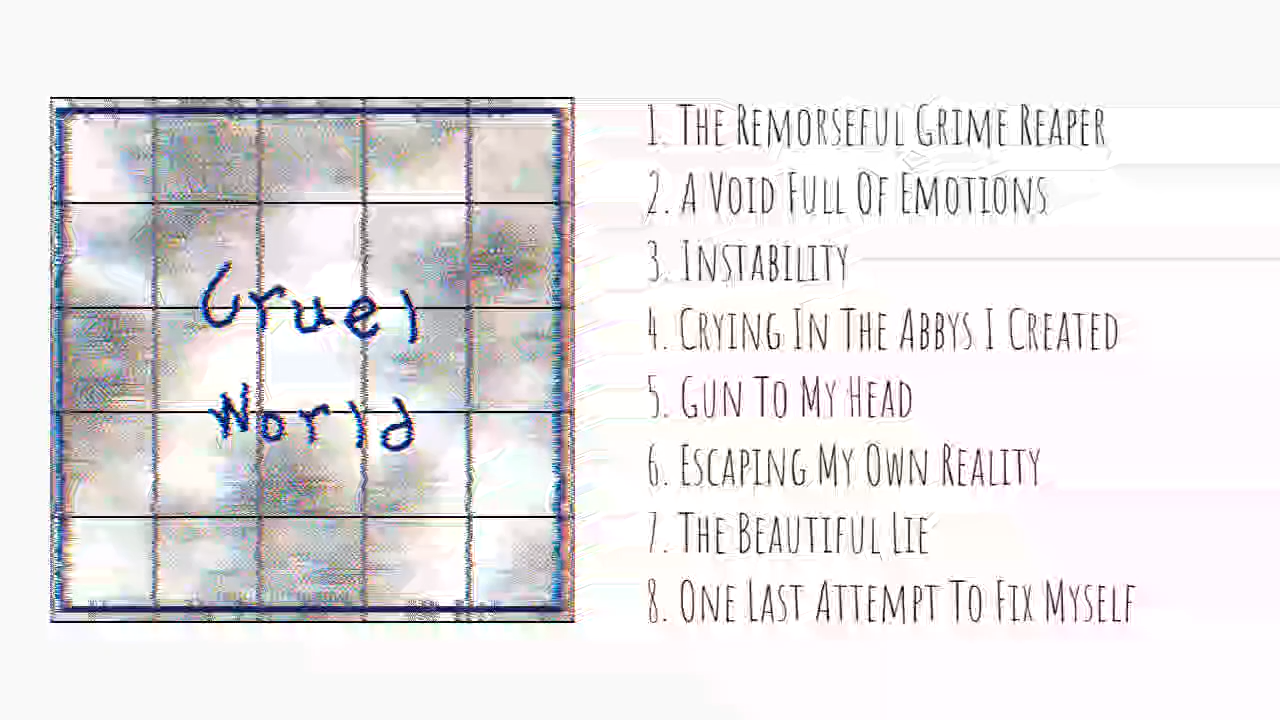 Cruel
World
1. The Remorseful Grime Reaper
2. A Void Full Of Emotions
3. Instability
4. Crying In The Abbys I Created
5. Gun To My Head
6. Escaping My Own Reality
7. The Beautiful Lie
8. One Last Attempt To Fix Myself